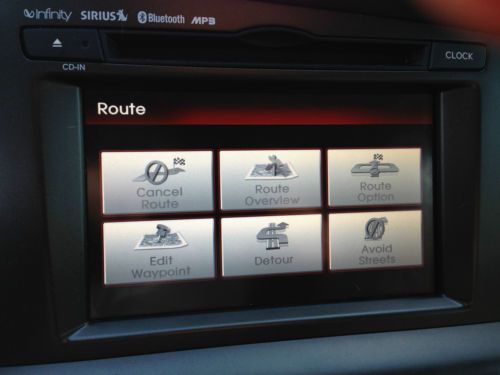 infinity SIRIUS Bluetooth MP3
CD-IN
CLOCK
Route
Cancel
Route
Route
Overview
Route
Option
Edit
Waypoint
Detour
Avoid
Streets